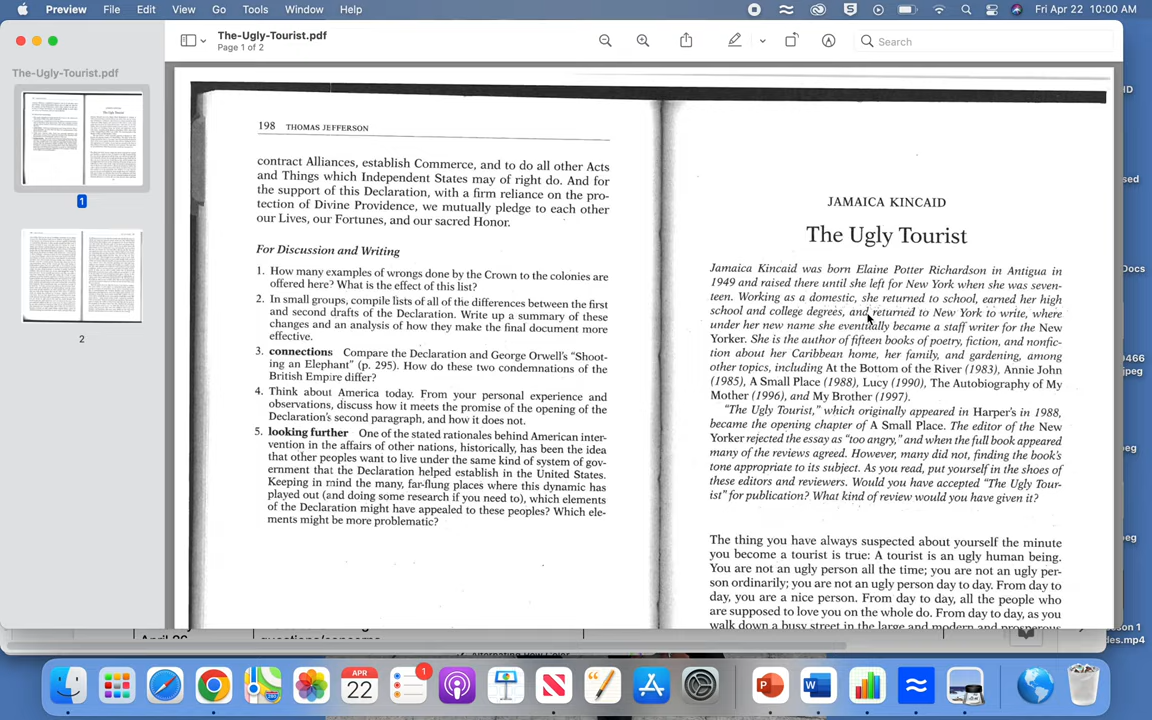 Preview File Edit View Go Tools Window Help
Fri Apr 22 10:00 AM
The-Ugly-Tourist.pdf
Page 1 of 2
Search
The-Ugly-Tourist.pdf
1
2
198 THOMAS JEFFERSON
contract Alliances, establish Commerce, and to do all other Acts
and Things which Independent States may of right do. And for
the support of this Declaration, with a firm reliance on the pro-
tection of Divine Providence, we mutually pledge to each other
our Lives, our Fortunes, and our sacred Honor.
For Discussion and Writing
1. How many examples of wrongs done by the Crown to the colonies are
offered here? What is the effect of this list?
2. In small groups, compile lists of all of the differences between the first
and second drafts of the Declaration. Write up a summary of these
changes and an analysis of how they make the final document more
effective.
3. connections Compare the Declaration and George Orwell's "Shoot-
ing an Elephant" (p. 295). How do these two condemnations of the
British Empire differ?
4. Think about America today. From your personal experience and
observations, discuss how it meets the promise of the opening of the
Declaration's second paragraph, and how it does not.
5. looking further One of the stated rationales behind American inter-
vention in the affairs of other nations, historically, has been the idea
that other peoples want to live under the same kind of system of gov-
ernment that the Declaration helped establish in the United States.
Keeping in mind the many, far-flung places where this dynamic has
played out (and doing some research if you need to), which elements
of the Declaration might have appealed to these peoples? Which ele-
ments might be more problematic?
JAMAICA KINCAID
The Ugly Tourist
Jamaica Kincaid was born Elaine Potter Richardson in Antigua in
1949 and raised there until she left for New York when she was seven-
teen. Working as a domestic, she returned to school, earned her high
school and college degrees, and returned to New York to write, where
under her new name she eventually became a staff writer for the New
Yorker. She is the author of fifteen books of poetry, fiction, and nonfic-
tion about her Caribbean home, her family, and gardening, among
other topics, including At the Bottom of the River (1983), Annie John
(1985), A Small Place (1988), Lucy (1990), The Autobiography of My
Mother (1996), and My Brother (1997).
"The Ugly Tourist," which originally appeared in Harper's in 1988,
became the opening chapter of A Small Place. The editor of the New
Yorker rejected the essay as "too angry," and when the full book appeared
many of the reviews agreed. However, many did not, finding the book's
tone appropriate to its subject. As you read, put yourself in the shoes of
these editors and reviewers. Would you have accepted "The Ugly Tour-
ist" for publication? What kind of review would you have given it?
The thing you have always suspected about yourself the minute
you become a tourist is true: A tourist is an ugly human being.
You are not an ugly person all the time; you are not an ugly per-
son ordinarily; you are not an ugly person day to day. From day to
day, you are a nice person. From day to day, all the people who
are supposed to love you on the whole do. From day to day, as you
walk down a busy street in the large and modern and prosperous
ID
sed
Docs
0466
jpeg
peg
peg
son 1
des.mp4
April 26
questions/concerns
APR
22
1